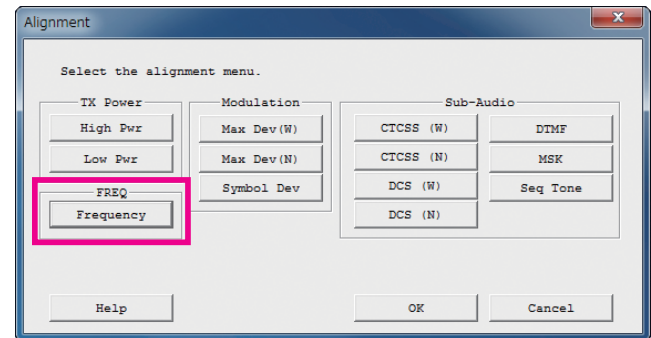 Alignment
Select the alignment menu.
TX Power
High Pwr
Low Pwr
FREQ
Frequency
Modulation
Max Dev(W)
Max Dev(N)
Symbol Dev
Sub-Audio
CTCSS (W)
DTMF
CTCSS (N)
MSK
DCS (W)
Seq Tone
DCS (N)
Help
OK
Cancel